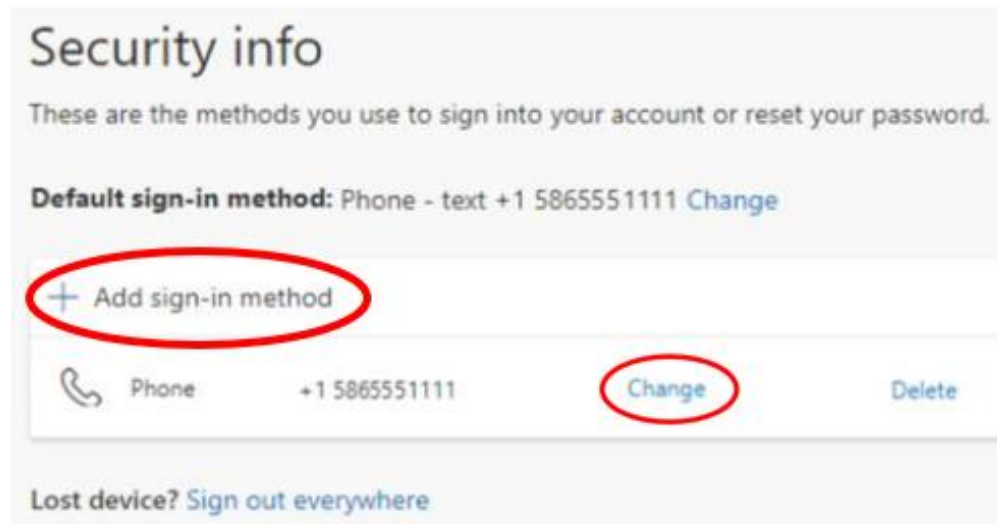 Security info
These are the methods you use to sign into your account or reset your password.
Default sign-in method: Phone - text +1 5865551111 Change
+ Add sign-in method
Phone +1 5865551111 Change Delete
Lost device? Sign out everywhere